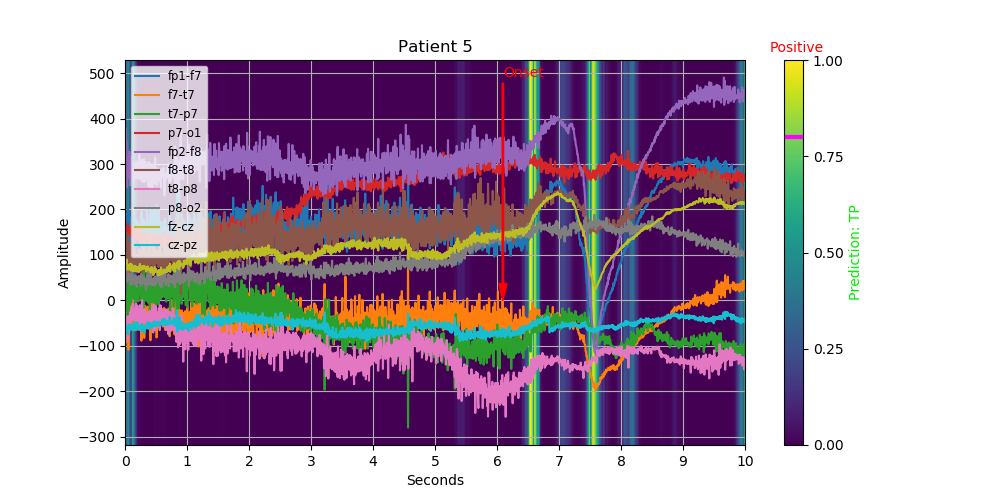 Patient 5
Positive
Onset
fp1-f7
f7-t7
t7-p7
p7-o1
fp2-f8
f8-t8
t8-p8
p8-o2
fz-cz
cz-pz
500
400
300
200
100
0
−100
−200
−300
Amplitude
0 1 2 3 4 5 6 7 8 9 10
Seconds
1.00
0.75
0.50
0.25
0.00
Prediction: TP